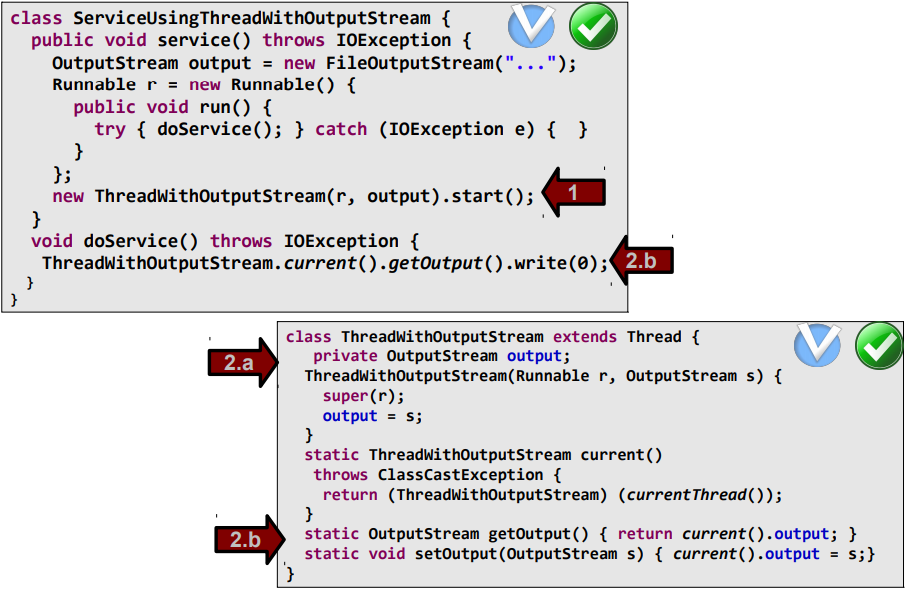 class ServiceUsingThreadWithOutputStream {
public void service() throws IOException {
OutputStream output = new FileOutputStream("...");
Runnable r = new Runnable() {
public void run() {
try { doService(); } catch (IOException e) {  }
}
};
new ThreadWithOutputStream(r, output).start();
1
}
void doService() throws IOException {
ThreadWithOutputStream.current().getOutput().write(0);
2.b
}
}
class ThreadWithOutputStream extends Thread {
private OutputStream output;
2.a
ThreadWithOutputStream(Runnable r, OutputStream s) {
super(r);
output = s;
}
static ThreadWithOutputStream current()
throws ClassCastException {
return (ThreadWithOutputStream) (currentThread());
}
2.b
static OutputStream getOutput() { return current().output; }
static void setOutput(OutputStream s) { current().output = s;}
}